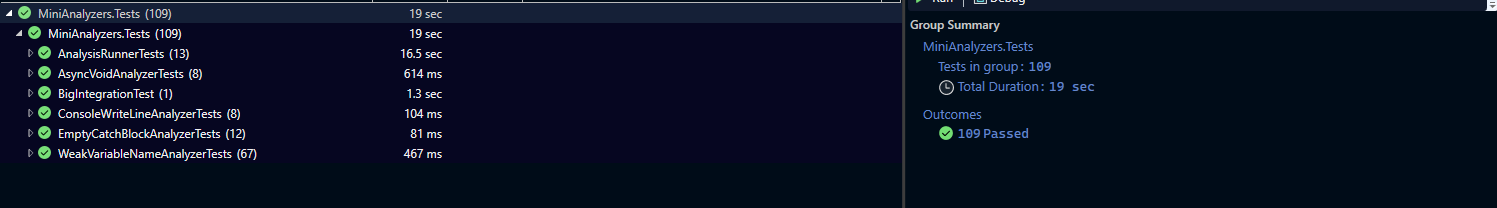 MiniAnalyzers.Tests (109) 19 sec
MiniAnalyzers.Tests (109) 19 sec
AnalysisRunnerTests (13) 16.5 sec
AsyncVoidAnalyzerTests (8) 614 ms
BigIntegrationTest (1) 1.3 sec
ConsoleWriteLineAnalyzerTests (8) 104 ms
EmptyCatchBlockAnalyzerTests (12) 81 ms
WeakVariableNameAnalyzerTests (67) 467 ms
Run Debug
Group Summary
MiniAnalyzers.Tests
Tests in group: 109
Total Duration: 19 sec
Outcomes
109 Passed